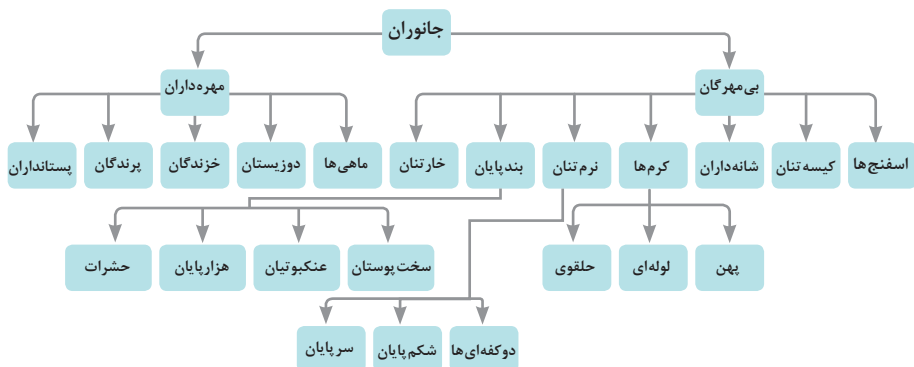 جانوران
بی‌مهرگان
مهره‌داران
اسفنج‌ها
کیسه‌تنان
شانه‌داران
کرم‌ها
نرم‌تنان
بندپایان
خارتنان
ماهی‌ها
دوزیستان
خزندگان
پرندگان
پستانداران
پهن
لوله‌ای
حلقوی
سخت‌پوستان
عنکبوتیان
هزارپایان
حشرات
دوکفه‌ای‌ها
شکم‌پایان
سرپایان